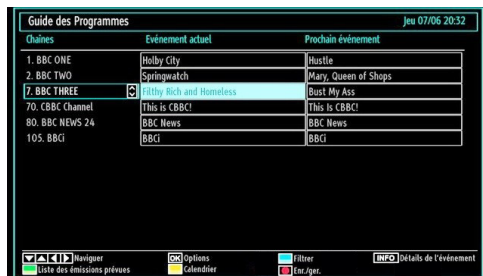 Guide des Programmes Jeu 07/06 20:32
Chaînes Evénement actuel Prochain événement
1. BBC ONE Holby City Hustle
2. BBC TWO Springwatch Mary, Queen of Shops
7. BBC THREE Filthy Rich and Homeless Bust My Ass
70. CBBC Channel This is CBBC! This Is CBBC!
80. BBC NEWS 24 BBC News BBC News
105. BBCi BBCi BBCi
Naviguer OK Options Filtrer INFO Détails de l'événement
Liste des émissions prévues Calendrier Enr./ger.